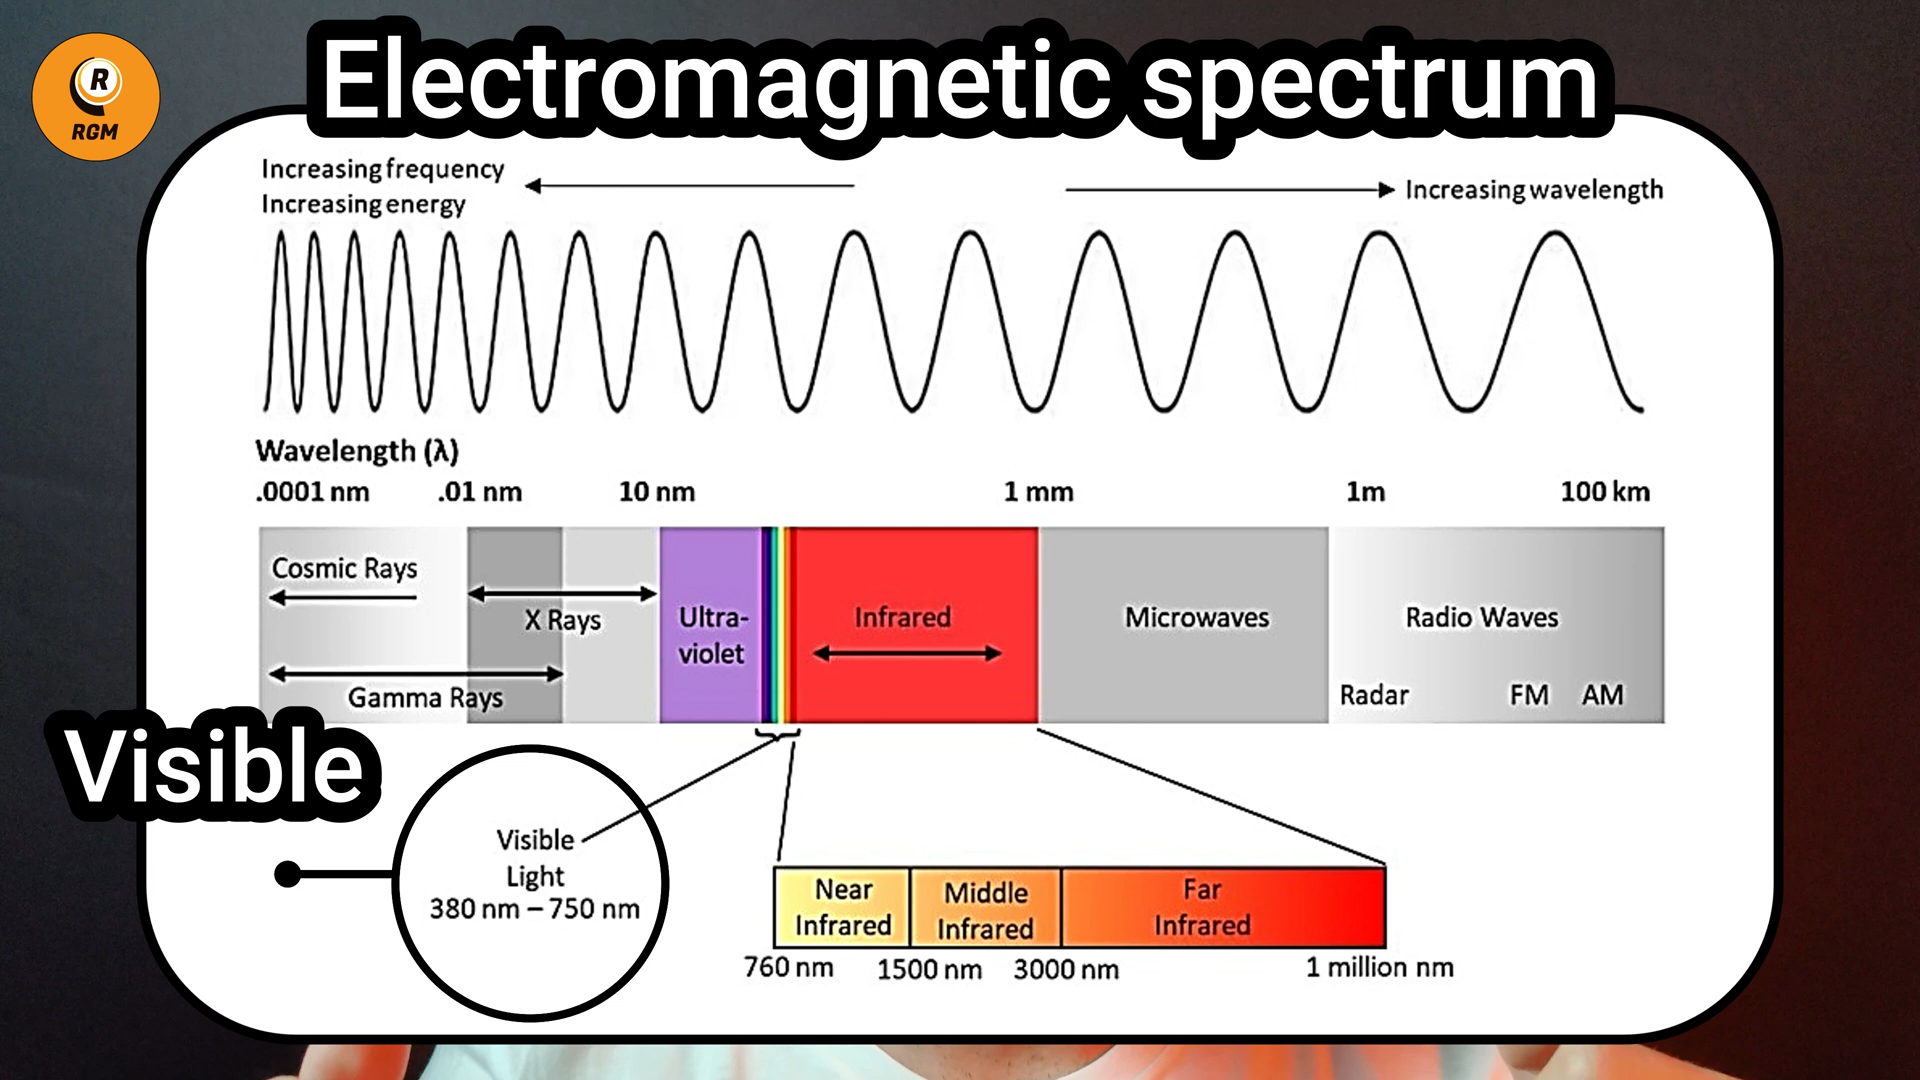 Electromagnetic spectrum
R
RGM
Increasing frequency
Increasing energy
Increasing wavelength
Wavelength (λ)
.0001 nm .01 nm 10 nm 1 mm 1m 100 km
Cosmic Rays
X Rays
Gamma Rays
Ultra-
violet
Infrared
Microwaves
Radio Waves
Radar FM AM
Visible
Visible
Light
380 nm – 750 nm
Near
Infrared
Middle
Infrared
Far
Infrared
760 nm 1500 nm 3000 nm 1 million nm